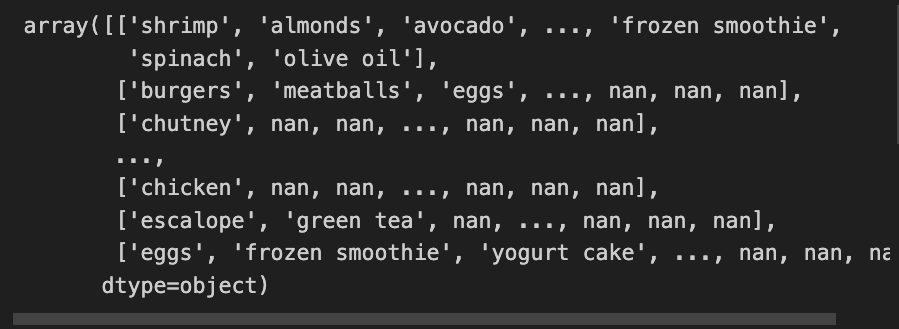 array([['shrimp', 'almonds', 'avocado', ..., 'frozen smoothie',
'spinach', 'olive oil'],
['burgers', 'meatballs', 'eggs', ..., nan, nan, nan],
['chutney', nan, nan, ..., nan, nan, nan],
...,
['chicken', nan, nan, ..., nan, nan, nan],
['escalope', 'green tea', nan, ..., nan, nan, nan],
['eggs', 'frozen smoothie', 'yogurt cake', ..., nan, nan, na
dtype=object)